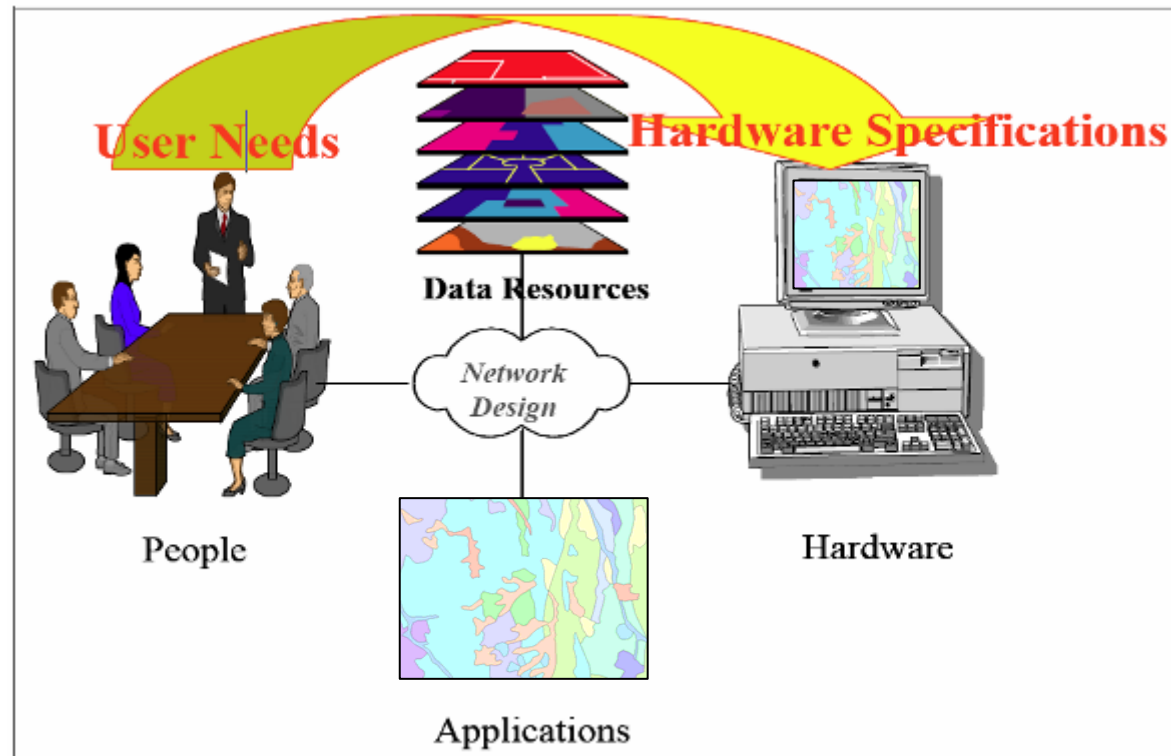 User Needs
Hardware Specifications
Data Resources
Network
Design
People
Hardware
Applications